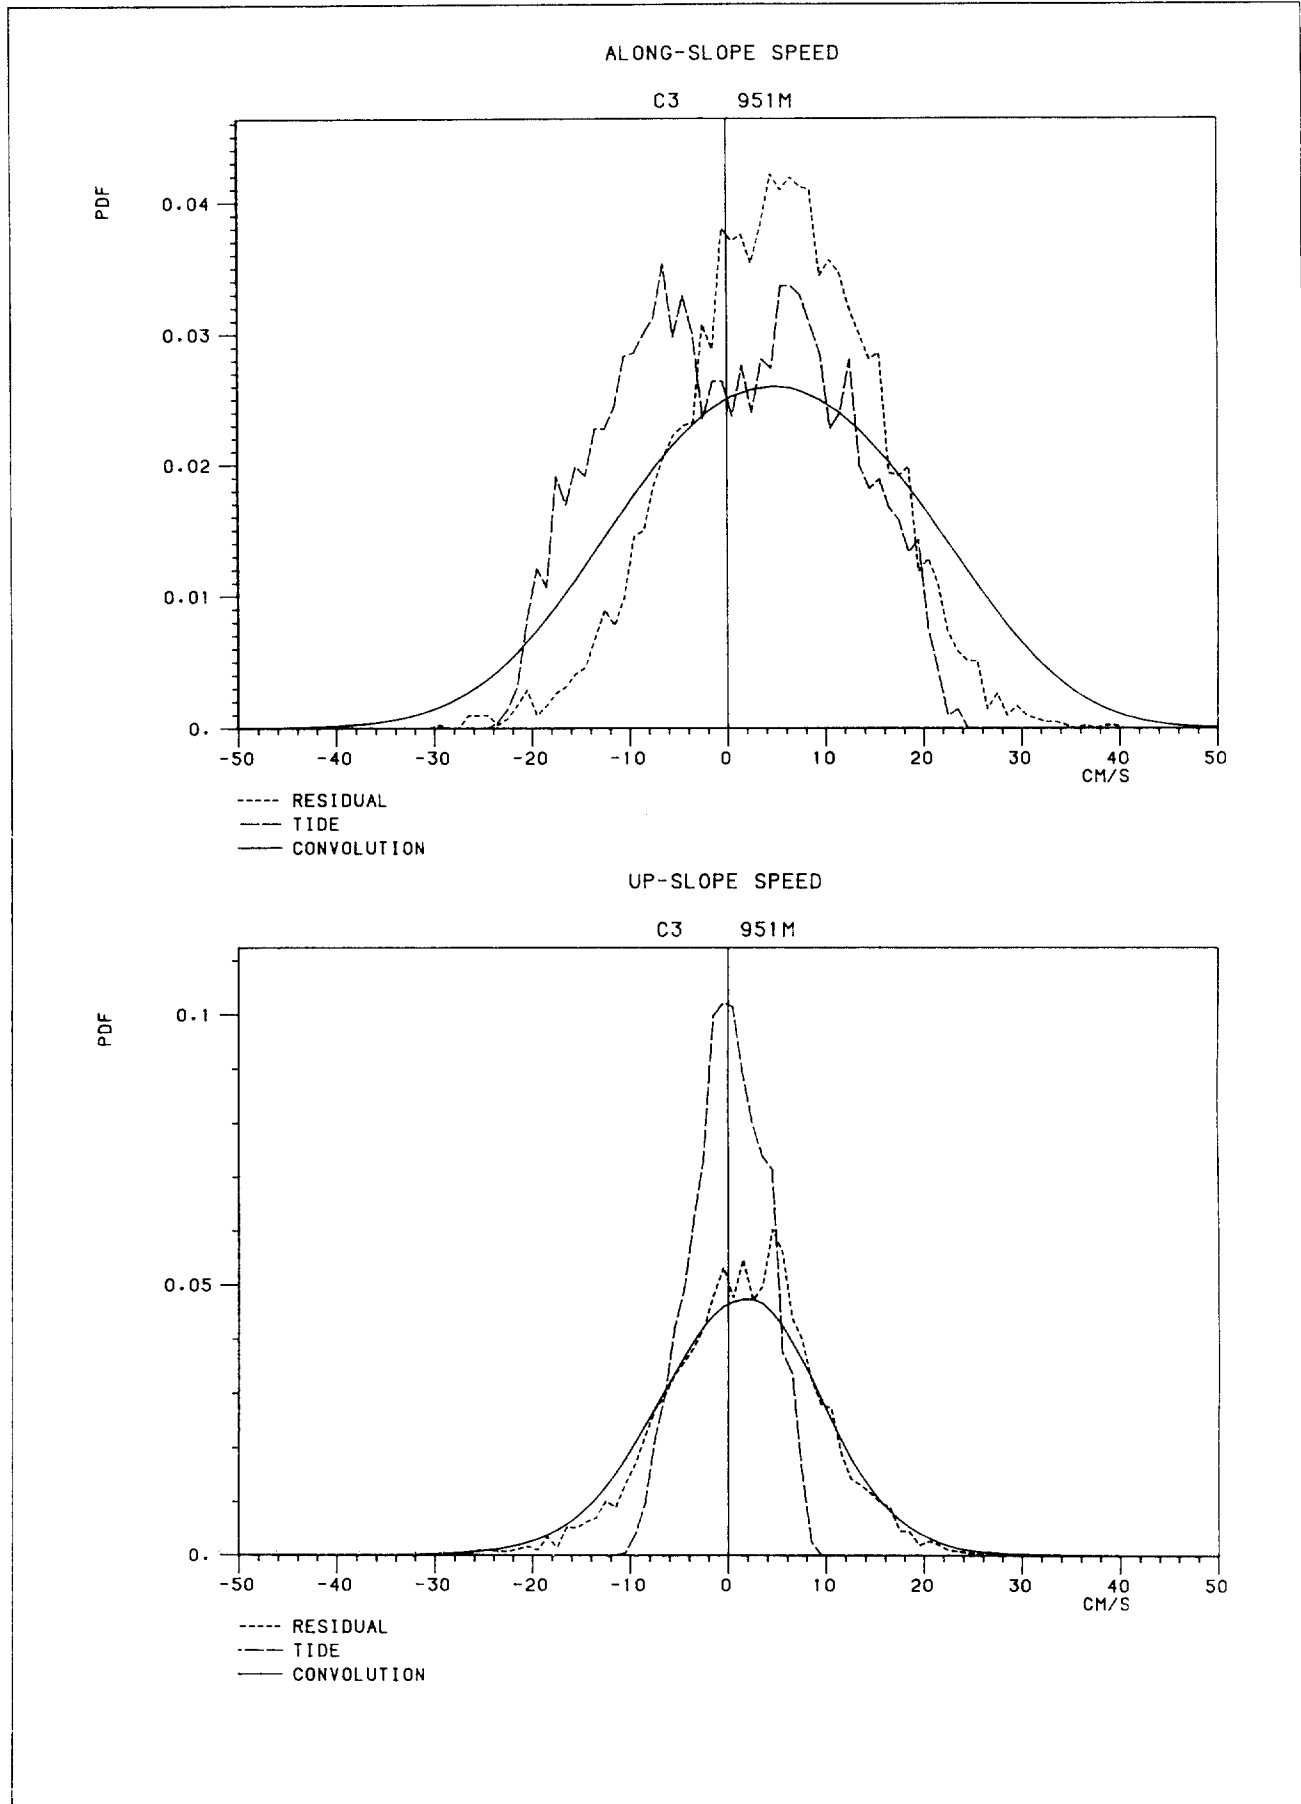 ALONG-SLOPE SPEED
C3 951M
PDF
0.04
0.03
0.02
0.01
0.
-50 -40 -30 -20 -10 0 10 20 30 40 50
CM/S
RESIDUAL
TIDE
CONVOLUTION
UP-SLOPE SPEED
C3 951M
PDF
0.1
0.05
0.
-50 -40 -30 -20 -10 0 10 20 30 40 50
CM/S
RESIDUAL
TIDE
CONVOLUTION